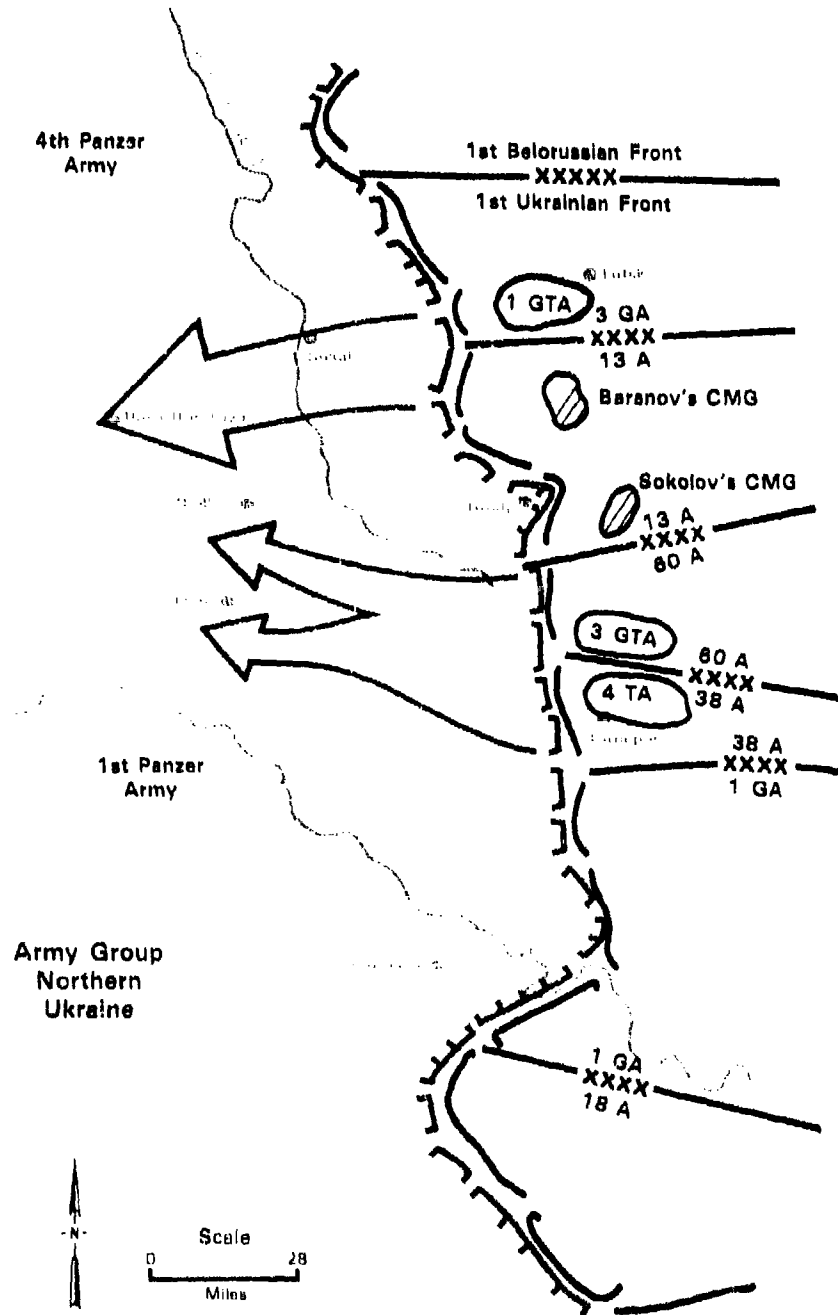 4th Panzer
Army
1st Belorussian Front
XXXXX
1st Ukrainian Front
1 GTA
3 GA
XXXX
13 A
Baranov's CMG
Sokolov's CMG
13 A
XXXX
60 A
3 GTA
60 A
XXXX
38 A
4 TA
38 A
XXXX
1 GA
1st Panzer
Army
Army Group
Northern
Ukraine
1 GA
XXXX
18 A
-N-
Scale
0
28
Miles